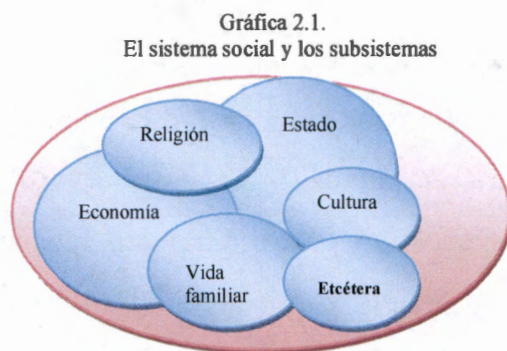 Gráfica 2.1.
El sistema social y los subsistemas
Religión
Estado
Economía
Cultura
Vida
familiar
Etcétera